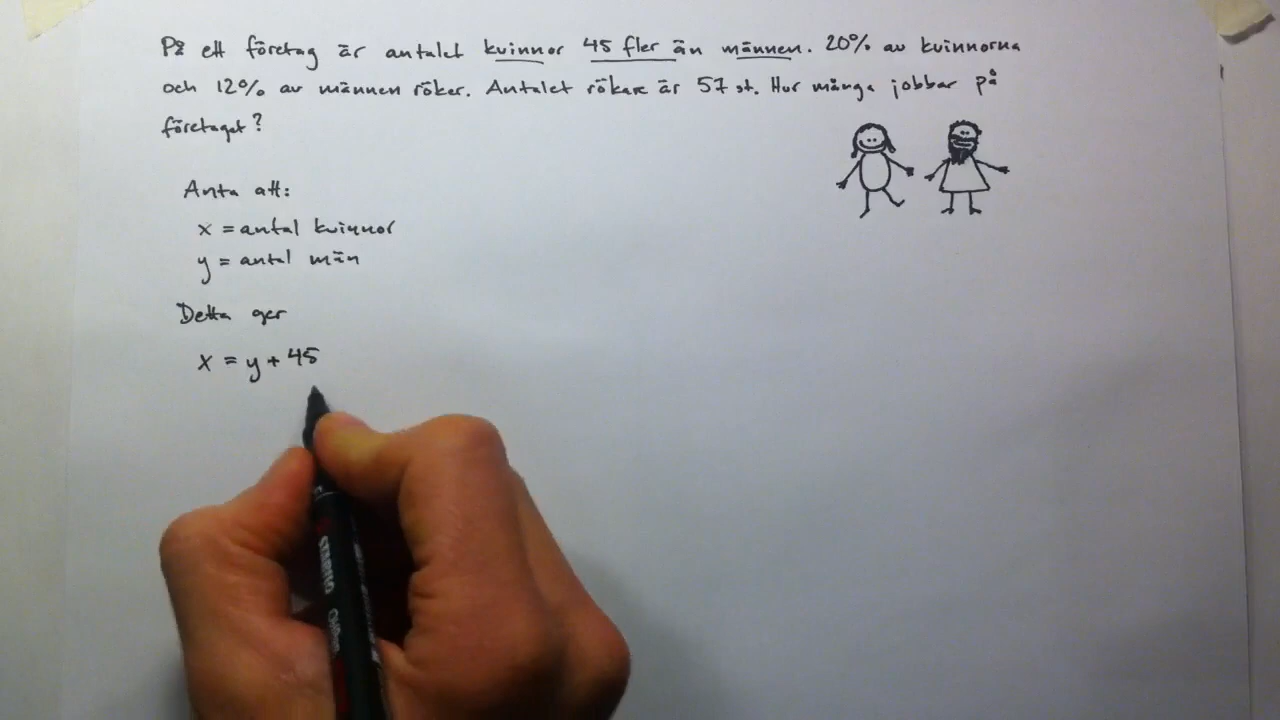 På ett företag är antalet kvinnor 45 fler än männen. 20% av kvinnorna
och 12% av männen röker. Antalet rökare är 57 st. Hur många jobbar på
företaget?
Anta att:
x = antal kvinnor
y = antal män
Detta ger
x = y + 45
STABILO